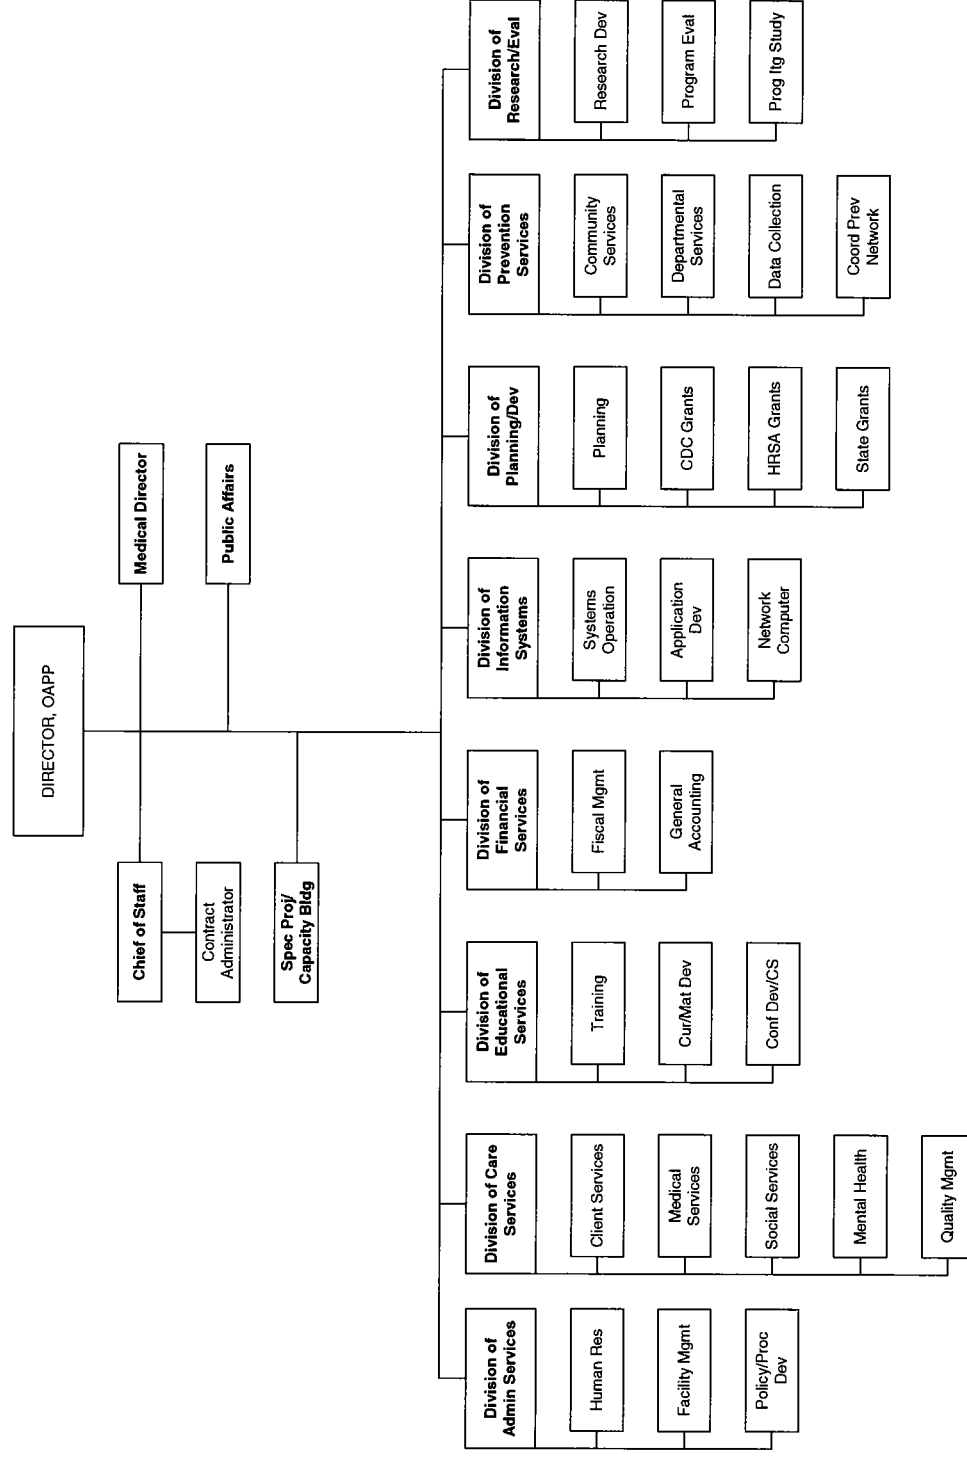 DIRECTOR, OAPP
Chief of Staff
Medical Director
Contract
Administrator
Public Affairs
Spec Proj/
Capacity Bldg
Division of
Admin Services
Human Res
Facility Mgmt
Policy/Proc
Dev
Division of Care
Services
Client Services
Medical
Services
Social Services
Mental Health
Quality Mgmt
Division of
Educational
Services
Training
Cur/Mat Dev
Conf Dev/CS
Division of
Financial
Services
Fiscal Mgmt
General
Accounting
Division of
Information
Systems
Systems
Operation
Application
Dev
Network
Computer
Division of
Planning/Dev
Planning
CDC Grants
HRSA Grants
State Grants
Division of
Prevention
Services
Community
Services
Departmental
Services
Data Collection
Coord Prev
Network
Division of
Research/Eval
Research Dev
Program Eval
Prog Itg Study